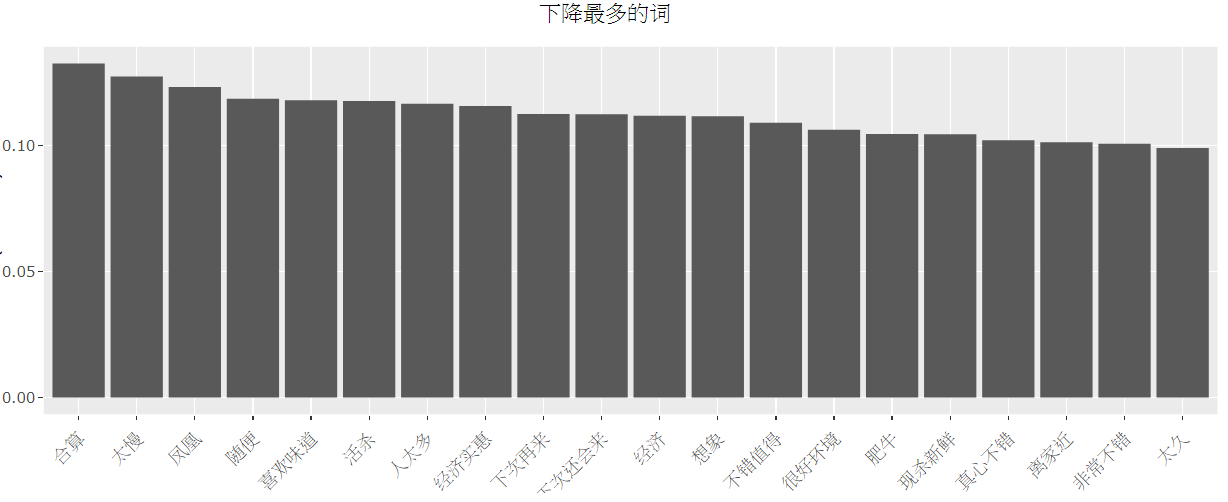 下降最多的词
0.10
0.05
0.00
合算
太慢
凤凰
随便
喜欢味道
活杀
人太多
经济实惠
下次再来
下次还会来
经济
想象
不错值得
很好环境
肥牛
现杀新鲜
真心不错
离家近
非常不错
太久